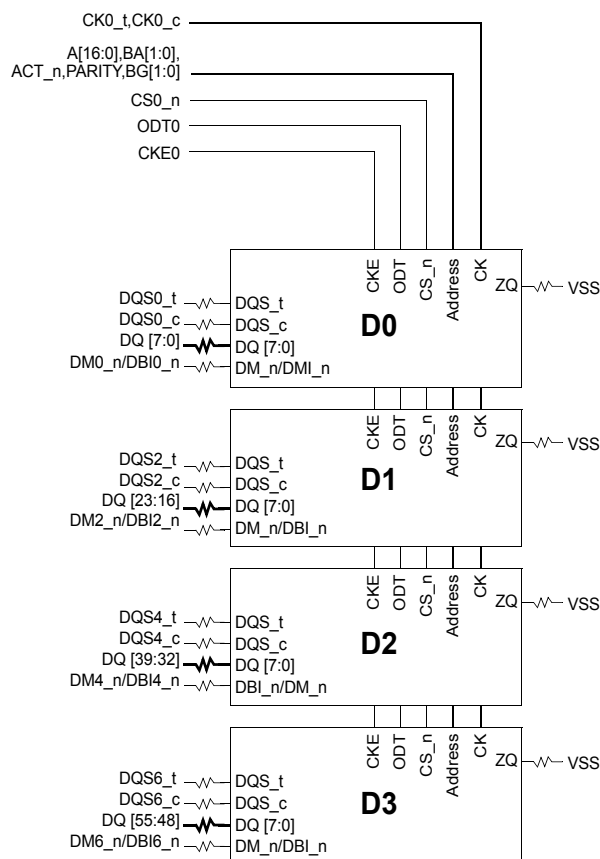 CK0_t,CK0_c
A[16:0],BA[1:0],
ACT_n,PARITY,BG[1:0]
CS0_n
ODT0
CKE0
CKE
ODT
CS_n
Address
CK
ZQ
VSS
DQS0_t
DQS_t
DQS0_c
DQS_c
D0
DQ [7:0]
DQ [7:0]
DM0_n/DBI0_n
DM_n/DMI_n
CKE
ODT
CS_n
Address
CK
ZQ
VSS
DQS2_t
DQS_t
DQS2_c
DQS_c
D1
DQ [23:16]
DQ [7:0]
DM2_n/DBI2_n
DM_n/DBI_n
CKE
ODT
CS_n
Address
CK
ZQ
VSS
DQS4_t
DQS_t
DQS4_c
DQS_c
D2
DQ [39:32]
DQ [7:0]
DM4_n/DBI4_n
DBI_n/DM_n
CKE
ODT
CS_n
Address
CK
ZQ
VSS
DQS6_t
DQS_t
DQS6_c
DQS_c
D3
DQ [55:48]
DQ [7:0]
DM6_n/DBI6_n
DM_n/DBI_n